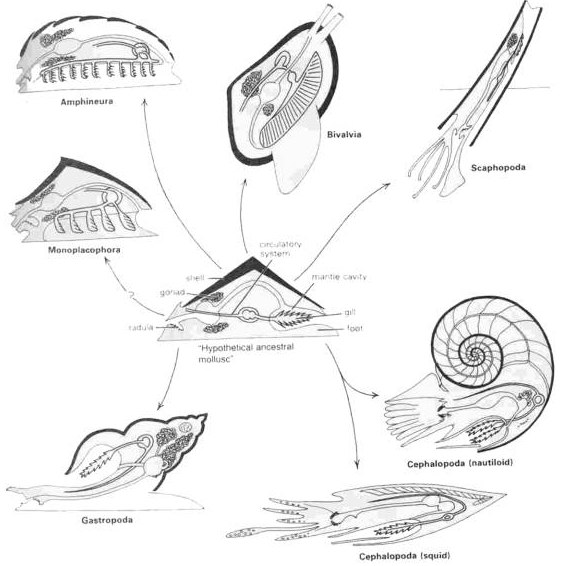 Amphineura
Bivalvia
Scaphopoda
Monoplacophora
circulatory
system
shell
mantle cavity
gonad
?
gill
radula
foot
"Hypothetical ancestral
mollusc"
Cephalopoda (nautiloid)
Gastropoda
Cephalopoda (squid)